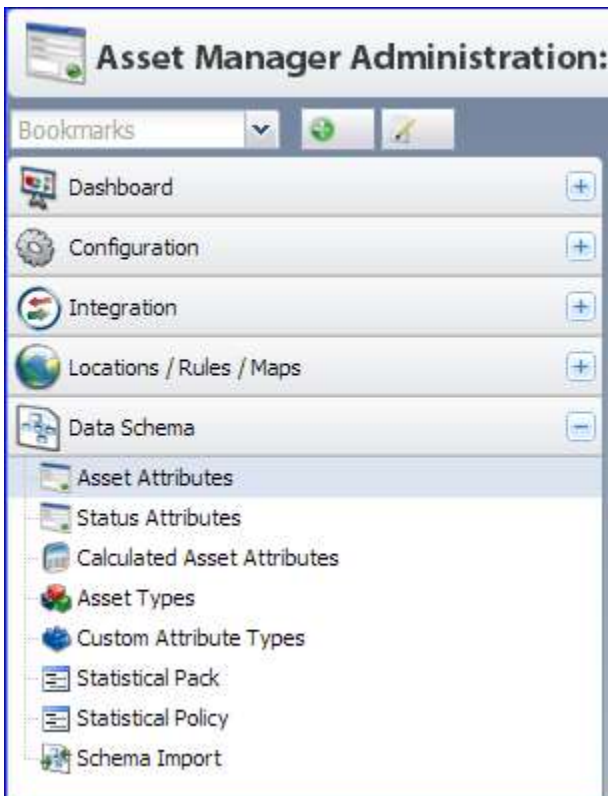 Asset Manager Administration:
Bookmarks
Dashboard
Configuration
Integration
Locations / Rules / Maps
Data Schema
Asset Attributes
Status Attributes
Calculated Asset Attributes
Asset Types
Custom Attribute Types
Statistical Pack
Statistical Policy
Schema Import